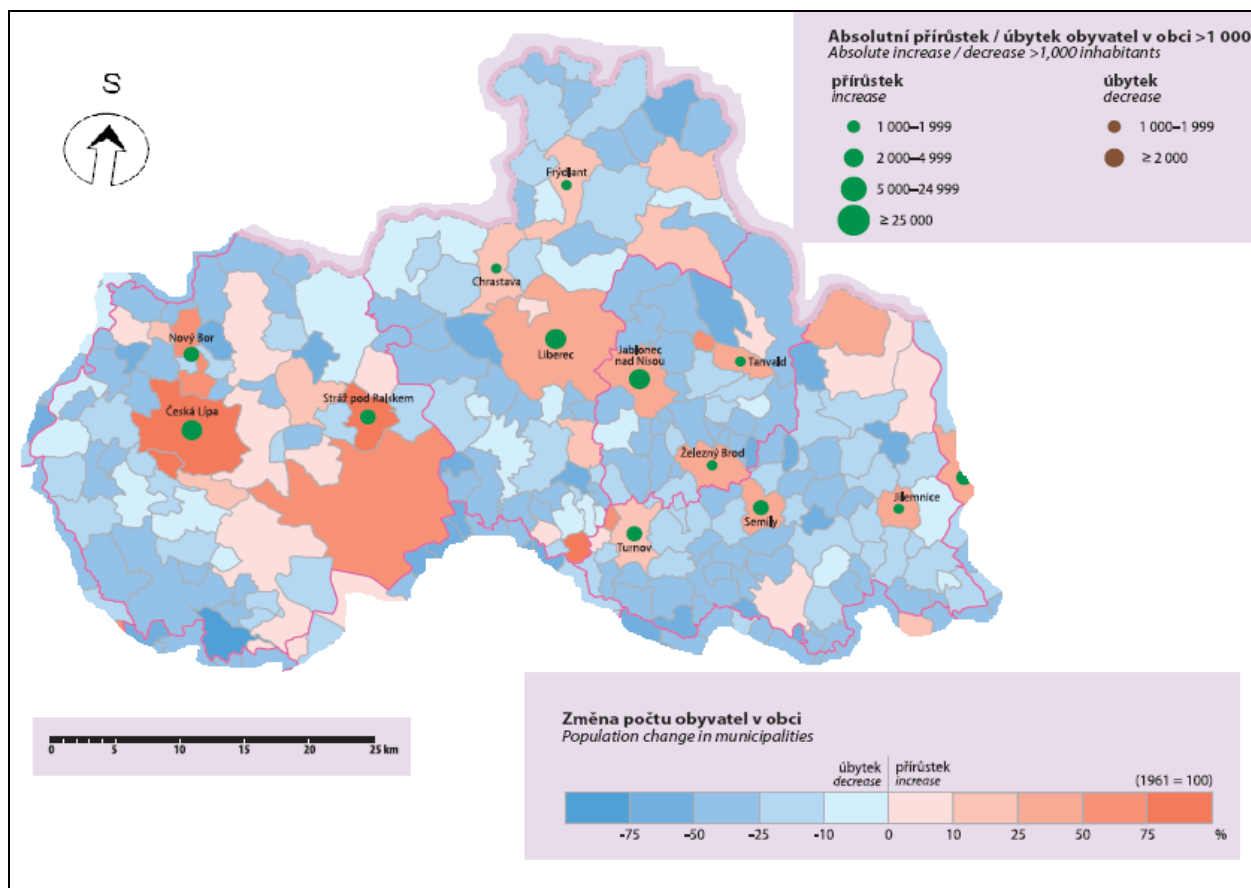 Absolutní přírůstek / úbytek obyvatel v obci >1 000
Absolute increase / decrease >1,000 inhabitants
přírůstek
increase
úbytek
decrease
1 000–1 999
2 000–4 999
5 000–24 999
≥ 25 000
1 000–1 999
≥ 2 000
S
Frýdlant
Chrastava
Nový Bor
Liberec
Jablonec
nad Nisou
Tanvald
Stráž pod Ralskem
Česká Lípa
Železný Brod
Jilemnice
Semily
Turnov
0 5 10 15 20 25 km
Změna počtu obyvatel v obci
Population change in municipalities
úbytek
decrease
přírůstek
increase
(1961 = 100)
-75 -50 -25 -10 0 10 25 50 75 %